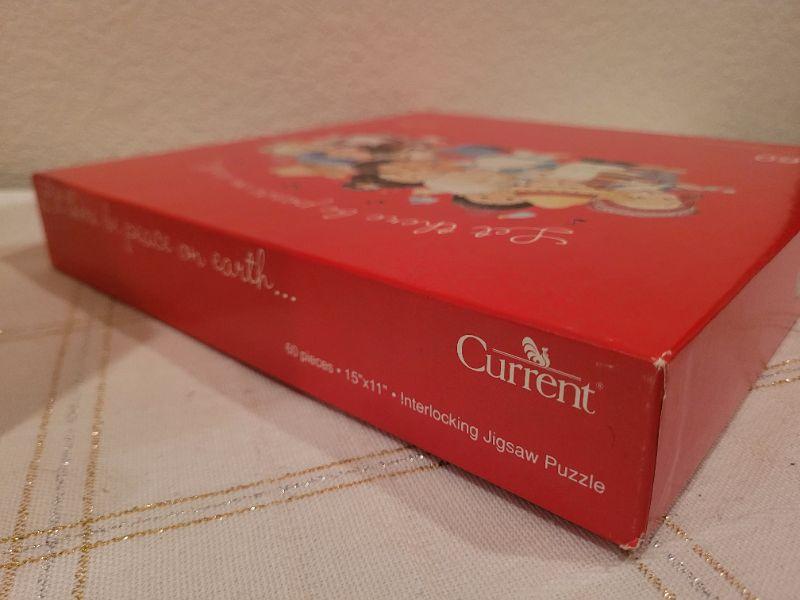 60
Let there be peace on
Let there be peace on earth...
Current®
60 pieces • 15"x11" • Interlocking Jigsaw Puzzle